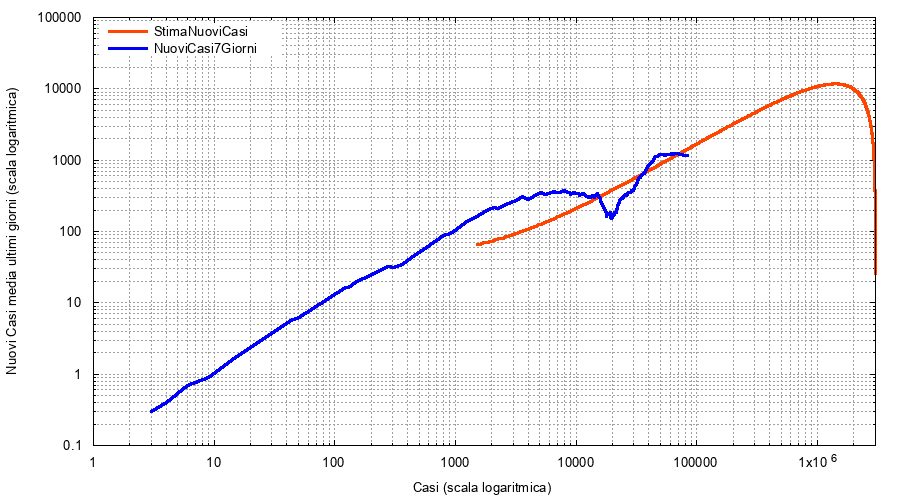 100000
10000
1000
100
10
1
0.1
StimaNuoviCasi
NuoviCasi7Giorni
Nuovi Casi media ultimi giorni (scala logaritmica)
1 10 100 1000 10000 100000 1x10 6
Casi (scala logaritmica)